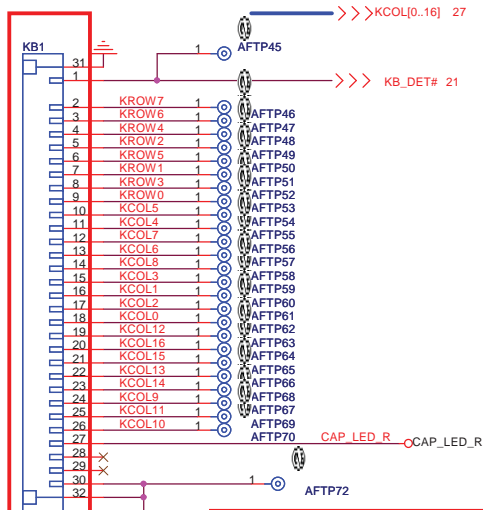 KCOL[0..16] 27
KB1
1 AFTP45
31
1 KB_DET# 21
2 KROW7 1 AFTP46
3 KROW6 1 AFTP47
4 KROW4 1 AFTP48
5 KROW2 1 AFTP49
6 KROW5 1 AFTP50
7 KROW1 1 AFTP51
8 KROW3 1 AFTP52
9 KROW0 1 AFTP53
10 KCOL5 1 AFTP54
11 KCOL4 1 AFTP55
12 KCOL7 1 AFTP56
13 KCOL6 1 AFTP57
14 KCOL8 1 AFTP58
15 KCOL3 1
16 KCOL1 1 AFTP60
17 KCOL2 1 AFTP61
18 KCOL0 1 AFTP62
19 KCOL12 1 AFTP63
20 KCOL16 1 AFTP64
21 KCOL15 1 AFTP65
22 KCOL13 1 AFTP66
23 KCOL14 1 AFTP67
24 KCOL9 1
25 KCOL11 1 AFTP69
26 KCOL10 1 AFTP70
27 CAP_LED_R CAP_LED_R
28
29
30 1 AFTP72
32